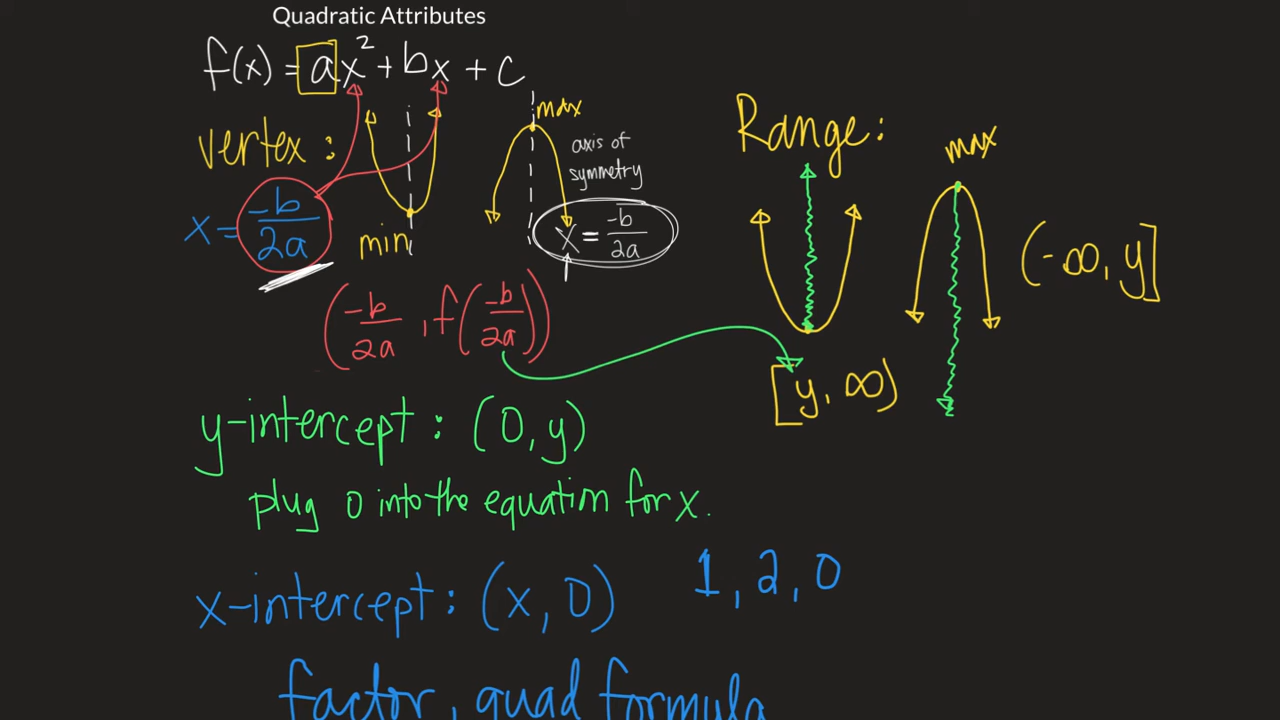 Quadratic Attributes
f(x) = ax² + bx + c
vertex:
x = -b/2a
min
max
axis of
symmetry
x = -b/2a
(-b/2a, f(-b/2a))
Range:
[y, ∞)
max
(-∞, y]
y-intercept: (0, y)
plug 0 into the equation for x.
x-intercept: (x, 0) 1, 2, 0
factor, quad formula